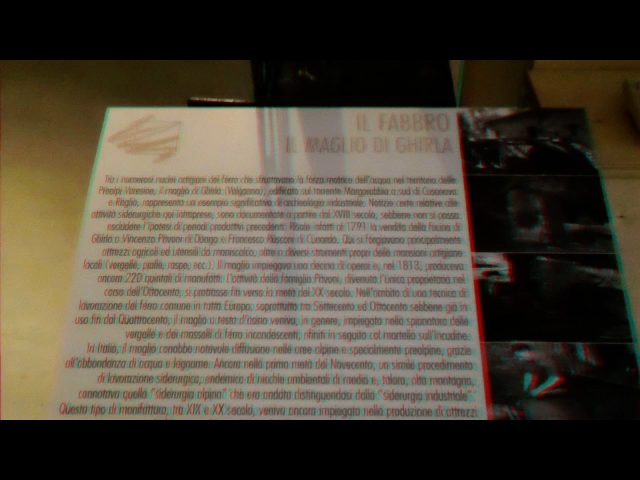 IL FABBRO
IL MAGLIO DI GHIRLA
Tra i numerosi nuclei artigiani del ferro che sfruttavano la forza motrice dell'acqua nel territorio delle
Prealpi Varesine, il maglio di Ghirla (Valganna), edificato sul torrente Margorabbia a sud di Cunardo
e Raglio, rappresenta un esempio significativo di archeologia industriale. Notizie certe relative alle
attività siderurgiche qui intraprese, sono documentate a partire dal XVIII secolo, sebbene non si possa
escludere l'ipotesi di periodi produttivi precedenti. Risale infatti al 1791 la vendita della fucina di
Ghirla a Vincenzo Pavoni di Dongo e Francesco Rusconi di Cunardo. Qui si forgiavano principalmente
attrezzi agricoli ed utensili da maniscalco, oltre a diversi strumenti propri delle mansioni artigiane
locali (vergelle, pialle, raspe, ecc.). Il maglio impiegava una decina di operai e, nel 1813, produceva
ancora 220 quintali di manufatti. L'attività della famiglia Pavoni, divenuta l'unica proprietaria nel
corso dell'Ottocento, si protrasse fin verso la metà del XX secolo. Nell'ambito di una tecnica di
lavorazione del ferro comune in tutta Europa, soprattutto tra Settecento ed Ottocento sebbene già in
uso fin dal Quattrocento, il maglio a testa d'asino veniva, in genere, impiegato nella spianatura delle
vergelle e dei masselli di ferro incandescenti, rifiniti in seguito col martello sull'incudine.
In Italia, il maglio conobbe notevole diffusione nelle aree alpine e specialmente prealpine, grazie
all'abbondanza di acqua e legname. Ancora nella prima metà del Novecento, un simile procedimento
di lavorazione siderurgica, endemico di nicchie ambientali di media e, talora, alta montagna,
connotava quella "siderurgia alpina" che era andata distinguendosi dalla "siderurgia industriale".
Questo tipo di manifattura, tra XIX e XX secolo, veniva ancora impiegata nella produzione di attrezzi